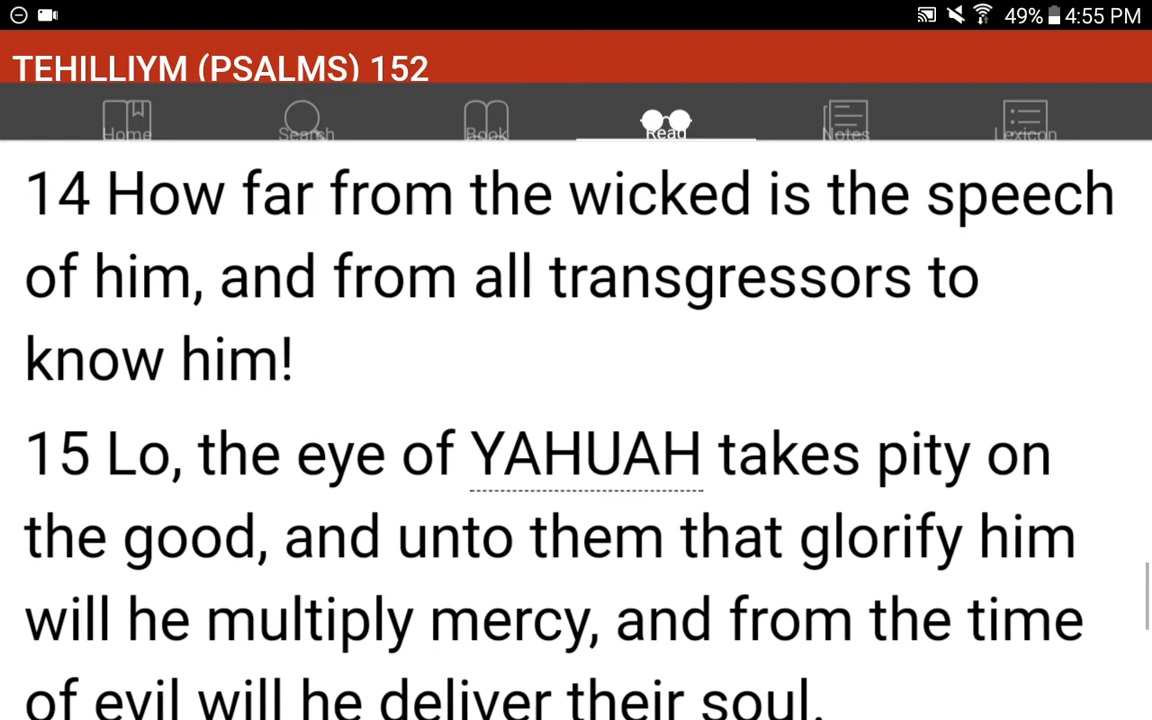 49% 4:55 PM
TEHILLIYM (PSALMS) 152
Home Search Book Read Notes Lexicon
14 How far from the wicked is the speech
of him, and from all transgressors to
know him!
15 Lo, the eye of YAHUAH takes pity on
the good, and unto them that glorify him
will he multiply mercy, and from the time
of evil will he deliver their soul.